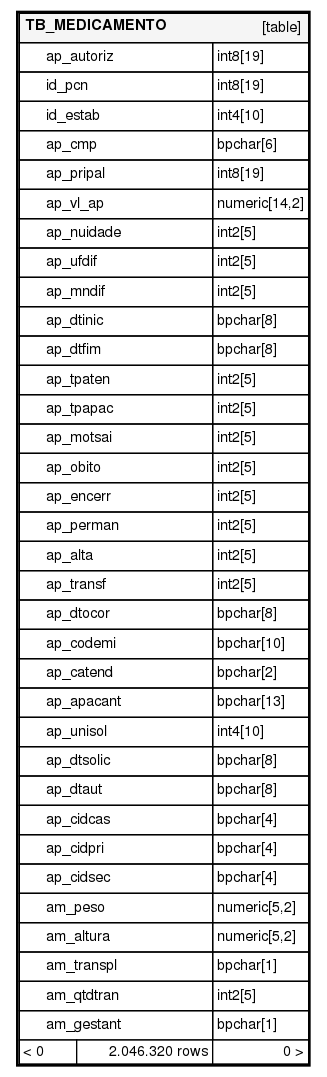 TB_MEDICAMENTO [table]
ap_autoriz int8[19]
id_pcn int8[19]
id_estab int4[10]
ap_cmp bpchar[6]
ap_pripal int8[19]
ap_vl_ap numeric[14,2]
ap_nuidade int2[5]
ap_ufdif int2[5]
ap_mndif int2[5]
ap_dtinic bpchar[8]
ap_dtfim bpchar[8]
ap_tpaten int2[5]
ap_tpapac int2[5]
ap_motsai int2[5]
ap_obito int2[5]
ap_encerr int2[5]
ap_perman int2[5]
ap_alta int2[5]
ap_transf int2[5]
ap_dtocor bpchar[8]
ap_codemi bpchar[10]
ap_catend bpchar[2]
ap_apacant bpchar[13]
ap_unisol int4[10]
ap_dtsolic bpchar[8]
ap_dtaut bpchar[8]
ap_cidcas bpchar[4]
ap_cidpri bpchar[4]
ap_cidsec bpchar[4]
am_peso numeric[5,2]
am_altura numeric[5,2]
am_transpl bpchar[1]
am_qtdtran int2[5]
am_gestant bpchar[1]
< 0 2.046.320 rows 0 >